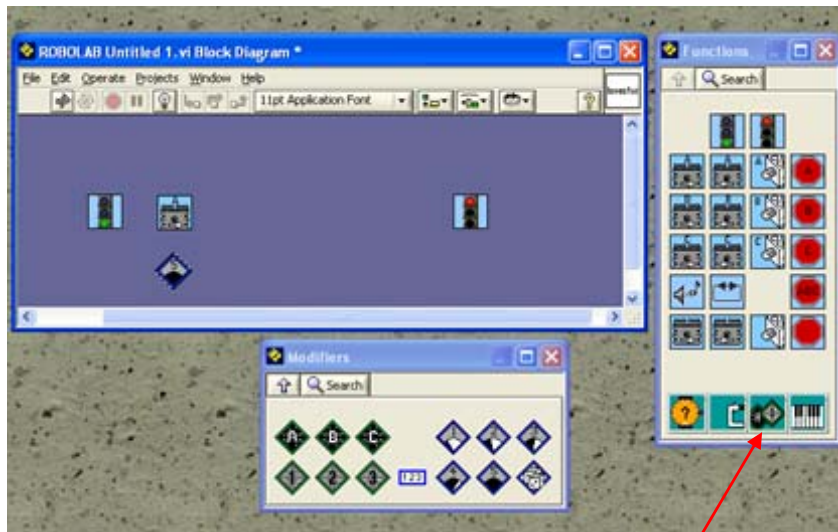 ROBOLAB Untitled 1.vi Block Diagram *
File Edit Operate Projects Window Help
11pt Application Font
Functions
Search
A A A A
B B B B
C C C C
ABC
Modifiers
Search
A B C
1 2 3 123